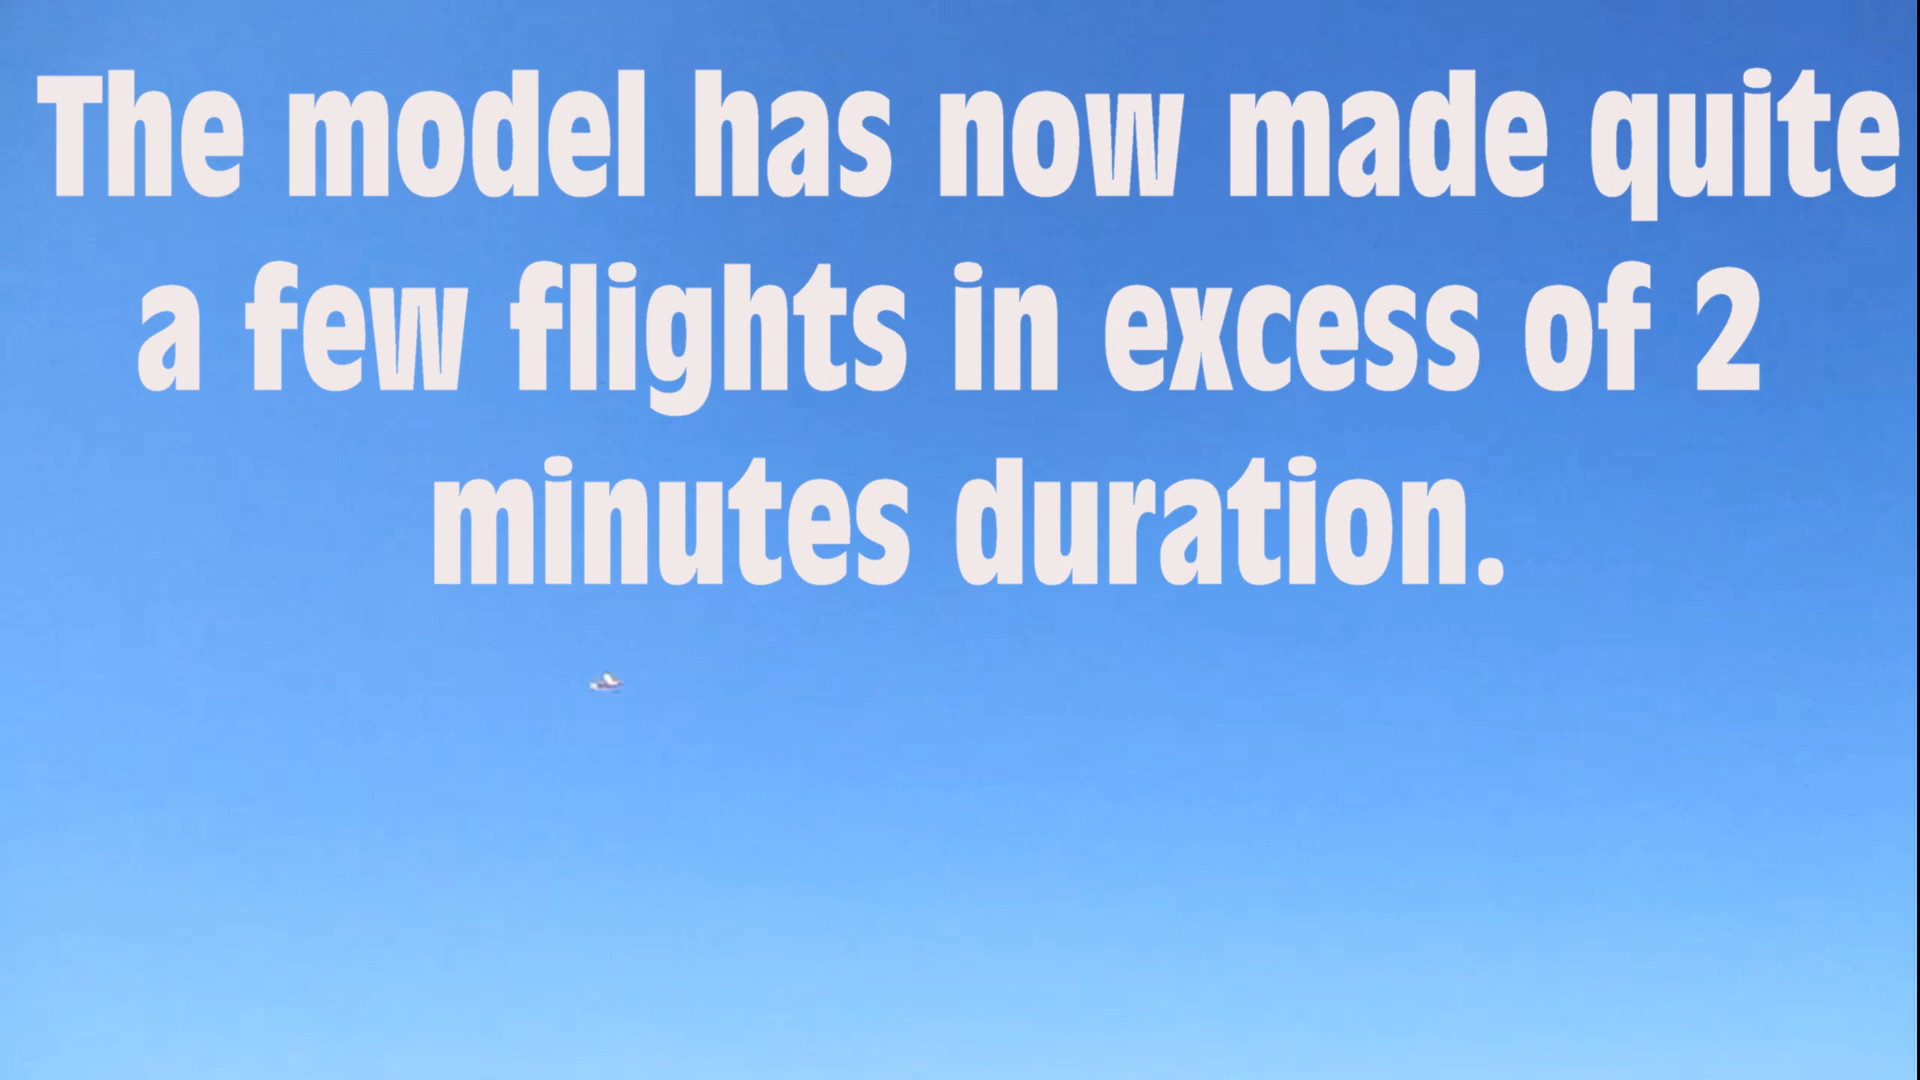 The model has now made quite
a few flights in excess of 2
minutes duration.